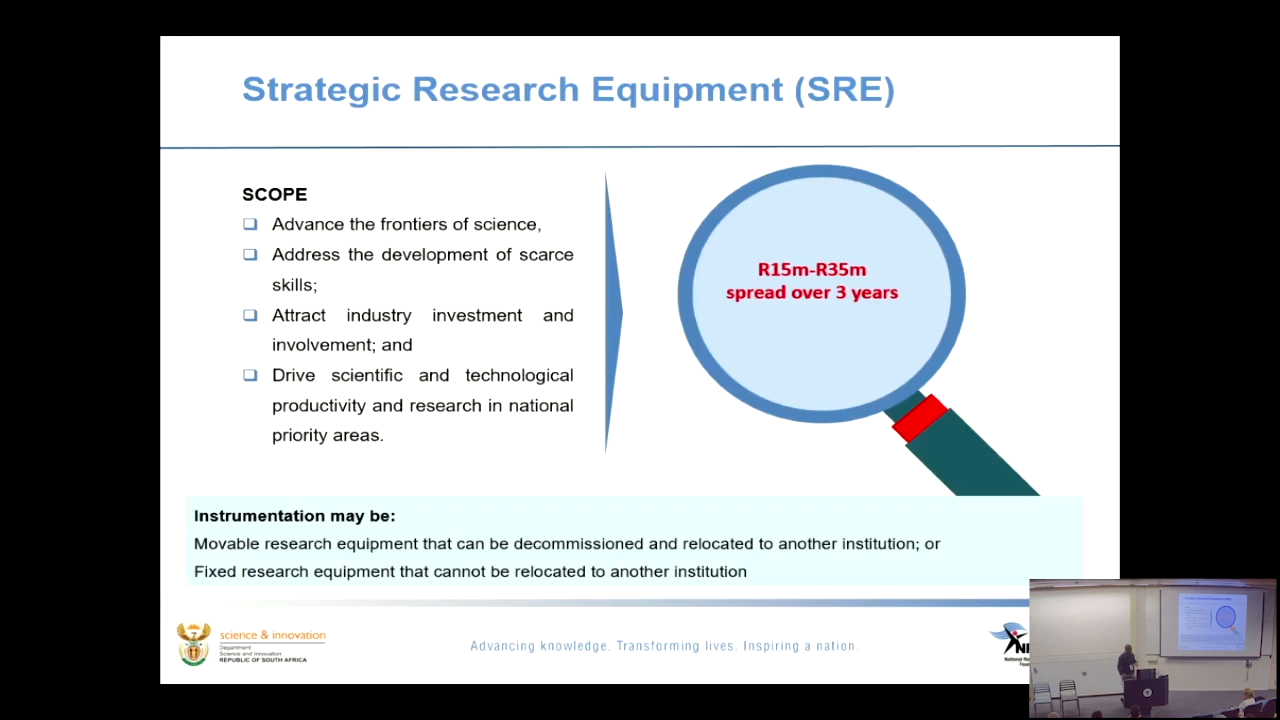 Strategic Research Equipment (SRE)
SCOPE
Advance the frontiers of science,
Address the development of scarce
skills;
Attract industry investment and
involvement; and
Drive scientific and technological
productivity and research in national
priority areas.
R15m-R35m
spread over 3 years
Instrumentation may be:
Movable research equipment that can be decommissioned and relocated to another institution; or
Fixed research equipment that cannot be relocated to another institution
science & innovation
Department
Science and Innovation
REPUBLIC OF SOUTH AFRICA
Advancing knowledge. Transforming lives. Inspiring a nation.